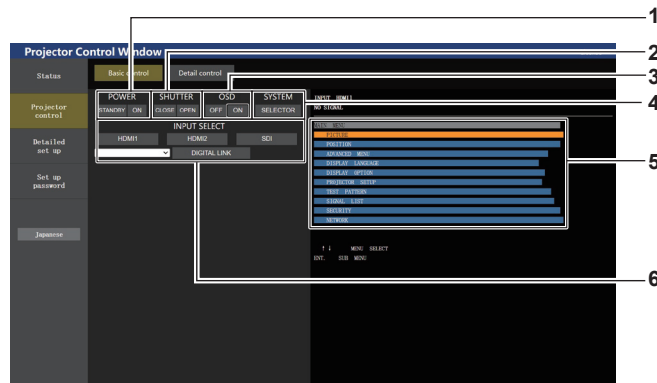 1
Projector Control Window
2
Status
Basic control
Detail control
3
POWER
SHUTTER
OSD
SYSTEM
STANDBY
ON
CLOSE
OPEN
OFF
ON
SELECTOR
4
INPUT HDMI1
NO SIGNAL
Projector
control
INPUT SELECT
HDMI1
HDMI2
SDI
DIGITAL LINK
MAIN MENU
PICTURE
POSITION
ADVANCED MENU
DISPLAY LANGUAGE
DISPLAY OPTION
PROJECTOR SETUP
TEST PATTERN
SIGNAL LIST
SECURITY
NETWORK
5
Detailed
set up
Set up
password
Japanese
↑↓ MENU SELECT
ENT. SUB MENU
6